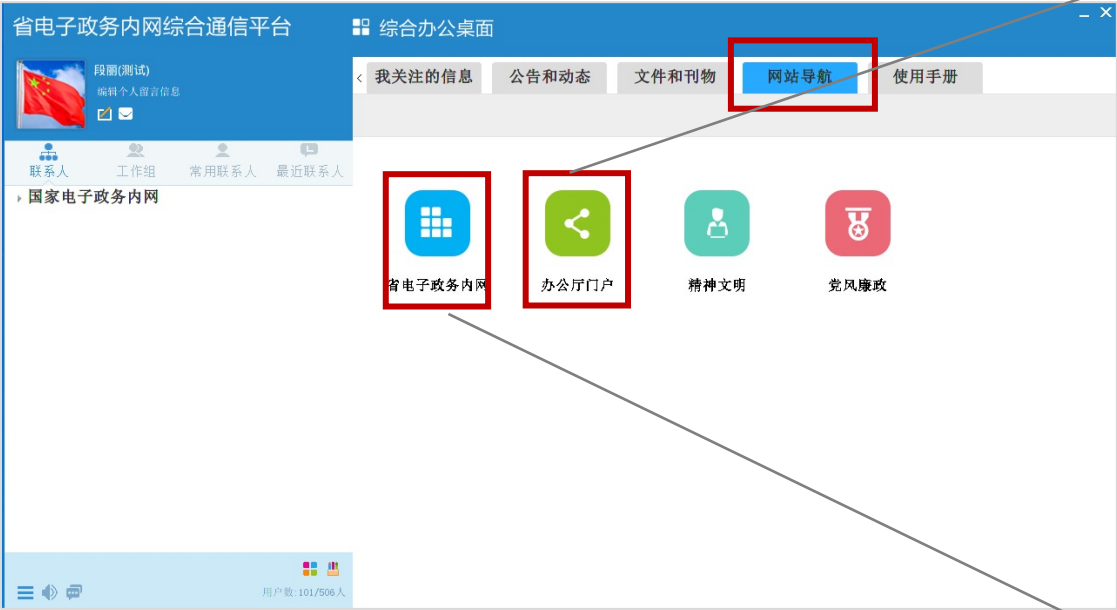 省电子政务内网综合通信平台
综合办公桌面
段丽(测试)
编辑个人留言信息
我关注的信息
公告和动态
文件和刊物
网站导航
使用手册
联系人
工作组
常用联系人
最近联系人
国家电子政务内网
省电子政务内网
办公厅门户
精神文明
党风廉政
用户数:101/506人